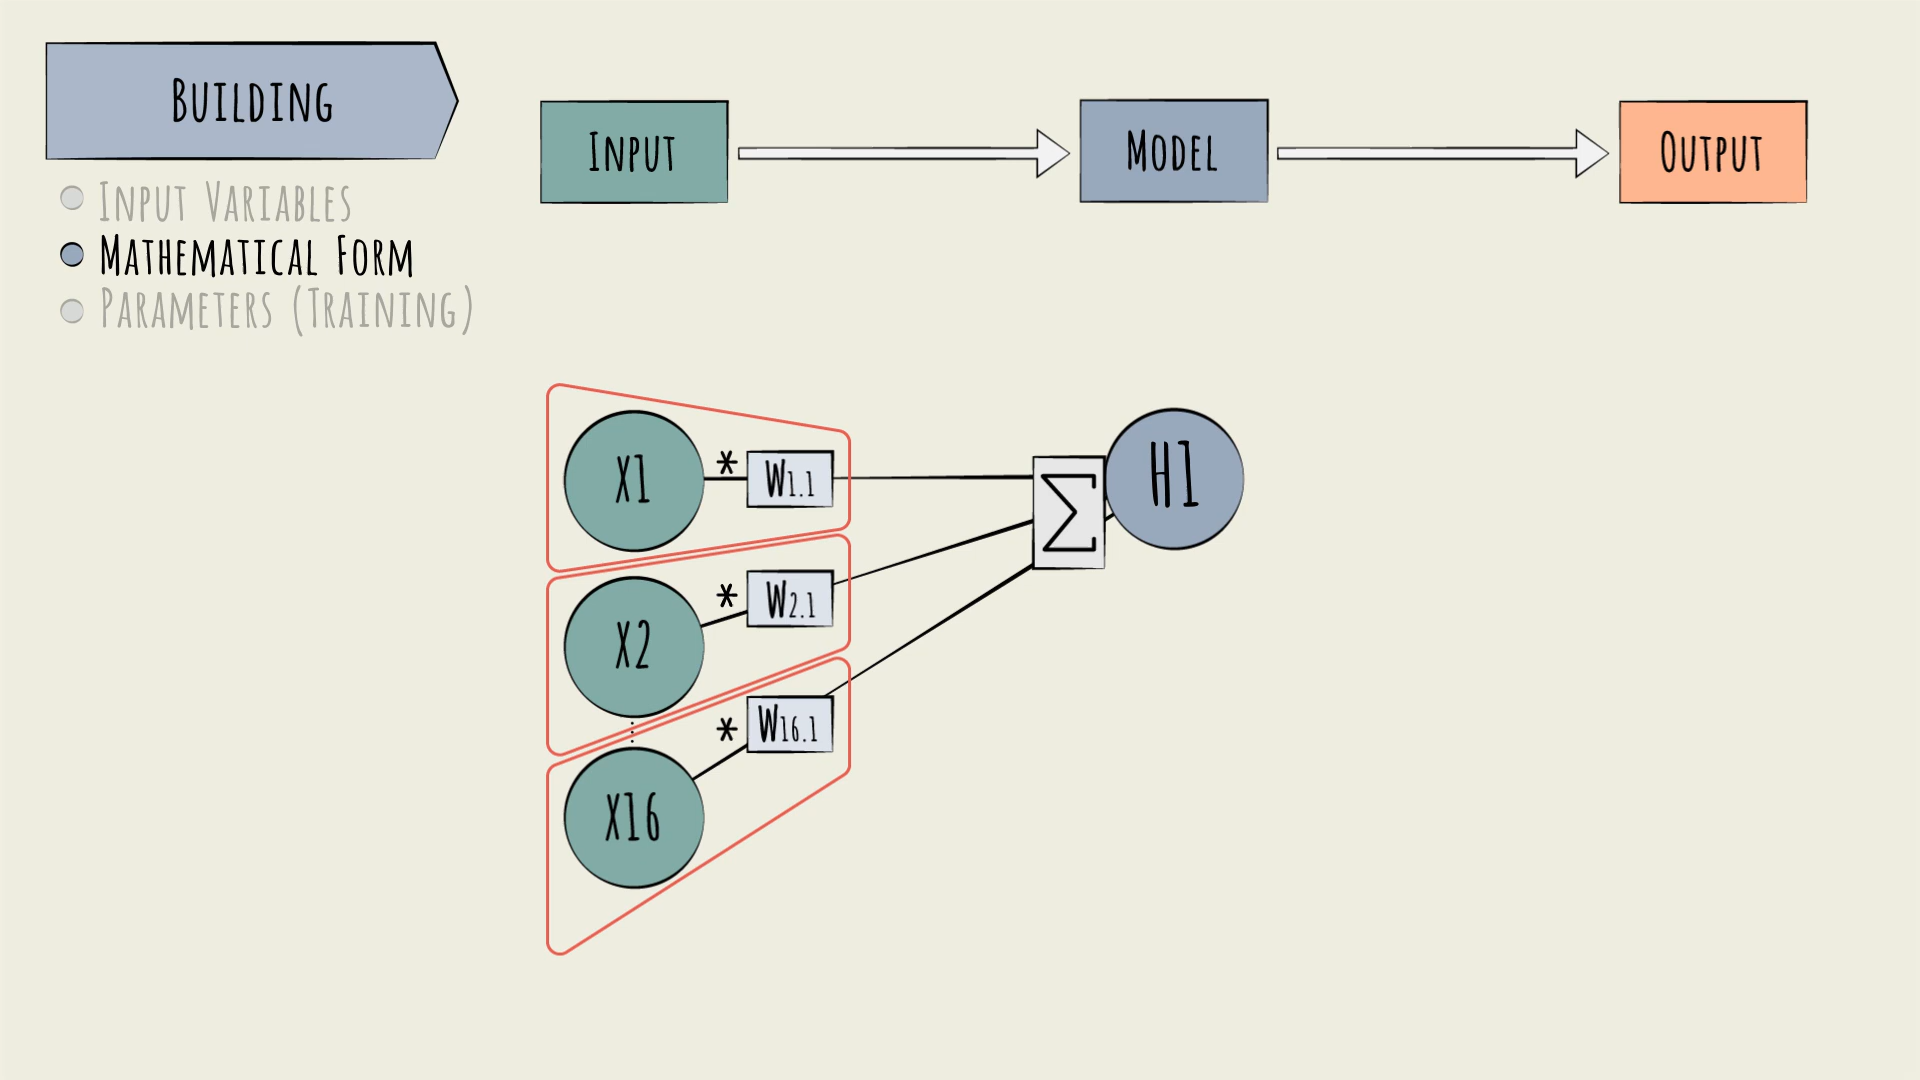 Building
Input Variables
Mathematical Form
Parameters (Training)
Input
Model
Output
X1
*
W1.1
Σ
H1
X2
*
W2.1
X16
*
W16.1